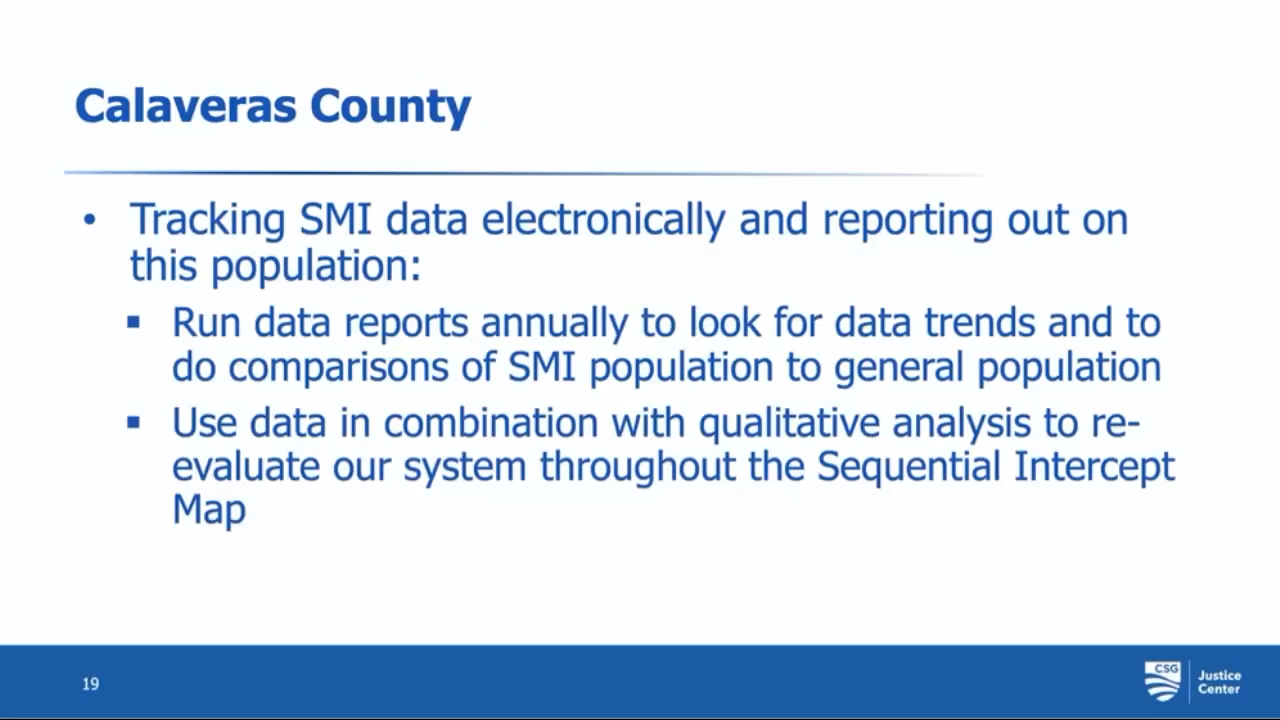 Calaveras County
• Tracking SMI data electronically and reporting out on
this population:
▪ Run data reports annually to look for data trends and to
do comparisons of SMI population to general population
▪ Use data in combination with qualitative analysis to re-
evaluate our system throughout the Sequential Intercept
Map
19
CSG
Justice
Center